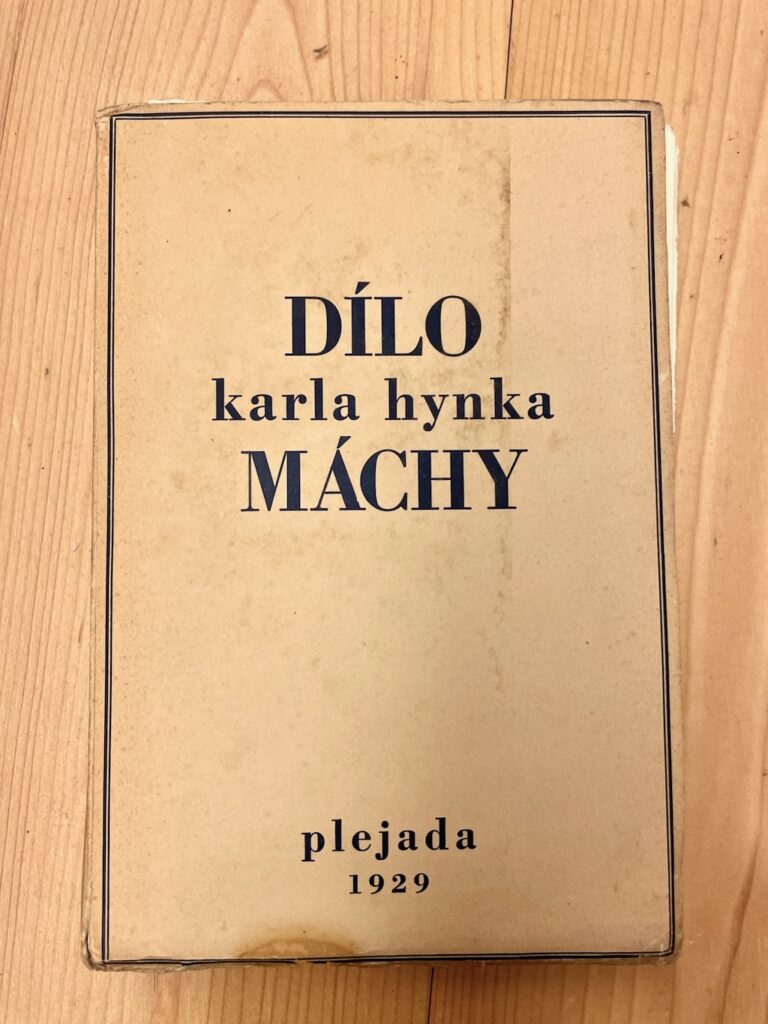 DÍLO
karla hynka
MÁCHY
plejada
1929